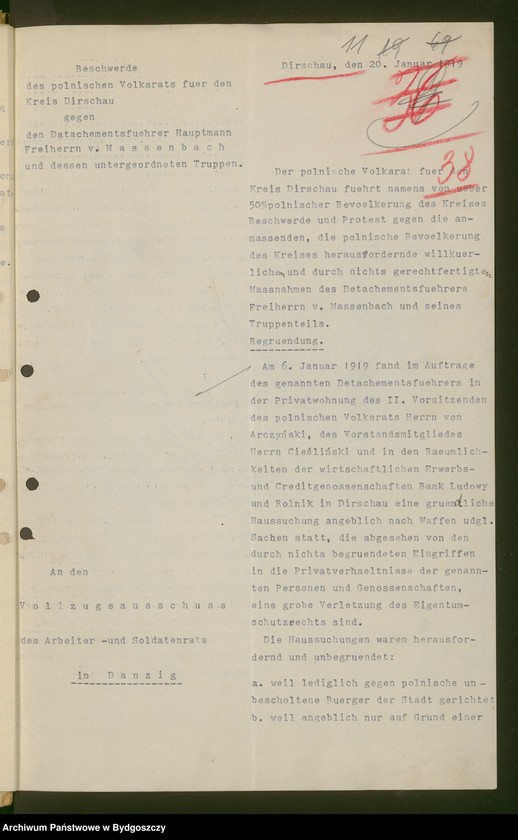 11 19 69
Dirschau, den 20. Januar 1919
38
Beschwerde
des polnischen Volksrats fuer den
Kreis Dirschau
gegen
den Datachementsfuehrer Hauptmann
Freiherrn v. M a s s e n b a c h
und dessen untergeordneten Truppen.
An den
V o l l z u g s a u s s c h u s s
des Arbeiter -und Soldatenrats
in D a n z i g
Der polnische Volksrat fuer den
Kreis Dirschau fuehrt namens von ueber
50% polnischer Bevoelkerung des Kreises
Beschwerde und Protest gegen die an-
massenden, die polnische Bevoelkerung
des Kreises herausfordernde willkuer-
lichen, und durch nichts gerechtfertigten
Massnahmen des Detachementsfuehrers
Freiherrn v. Massenbach und seines
Truppenteils.
Begruendung.
Am 6. Januar 1919 fand im Auftrage
des genannten Detachementsfuehrers in
der Privatwohnung des II. Vorsitzenden
des polnischen Volksrats Herrn von
Arczyński, des Vorstandsmitgliedes
Herrn Cieśliński und in den Raeumlich-
keiten der wirtschaftlichen Erwerbs-
und Creditgenossenschaften Bank Ludowy
und Rolnik in Dirschau eine gruendliche
Haussuchung angeblich nach Waffen udgl.
Sachen statt, die abgesehen von den
durch nichts begruendeten Eingriffen
in die Privatverhaeltnisse der genann-
ten Personen und Genossenschaften,
eine grobe Verletzung des Eigentum-
schutzrechts sind.
Die Haussuchungen waren herausfor-
dernd und unbegruendet:
a. weil lediglich gegen polnische un-
bescholtene Buerger der Stadt gerichtet
b. weil angeblich nur auf Grund einer
Archiwum Państwowe w Bydgoszczy